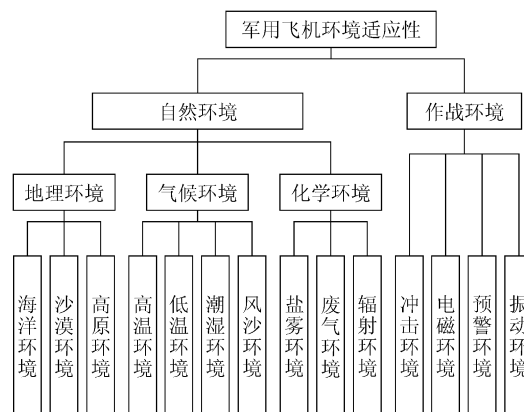 军用飞机环境适应性
自然环境
作战环境
地理环境
气候环境
化学环境
海洋环境
沙漠环境
高原环境
高温环境
低温环境
潮湿环境
风沙环境
盐雾环境
废气环境
辐射环境
冲击环境
电磁环境
预警环境
振动环境